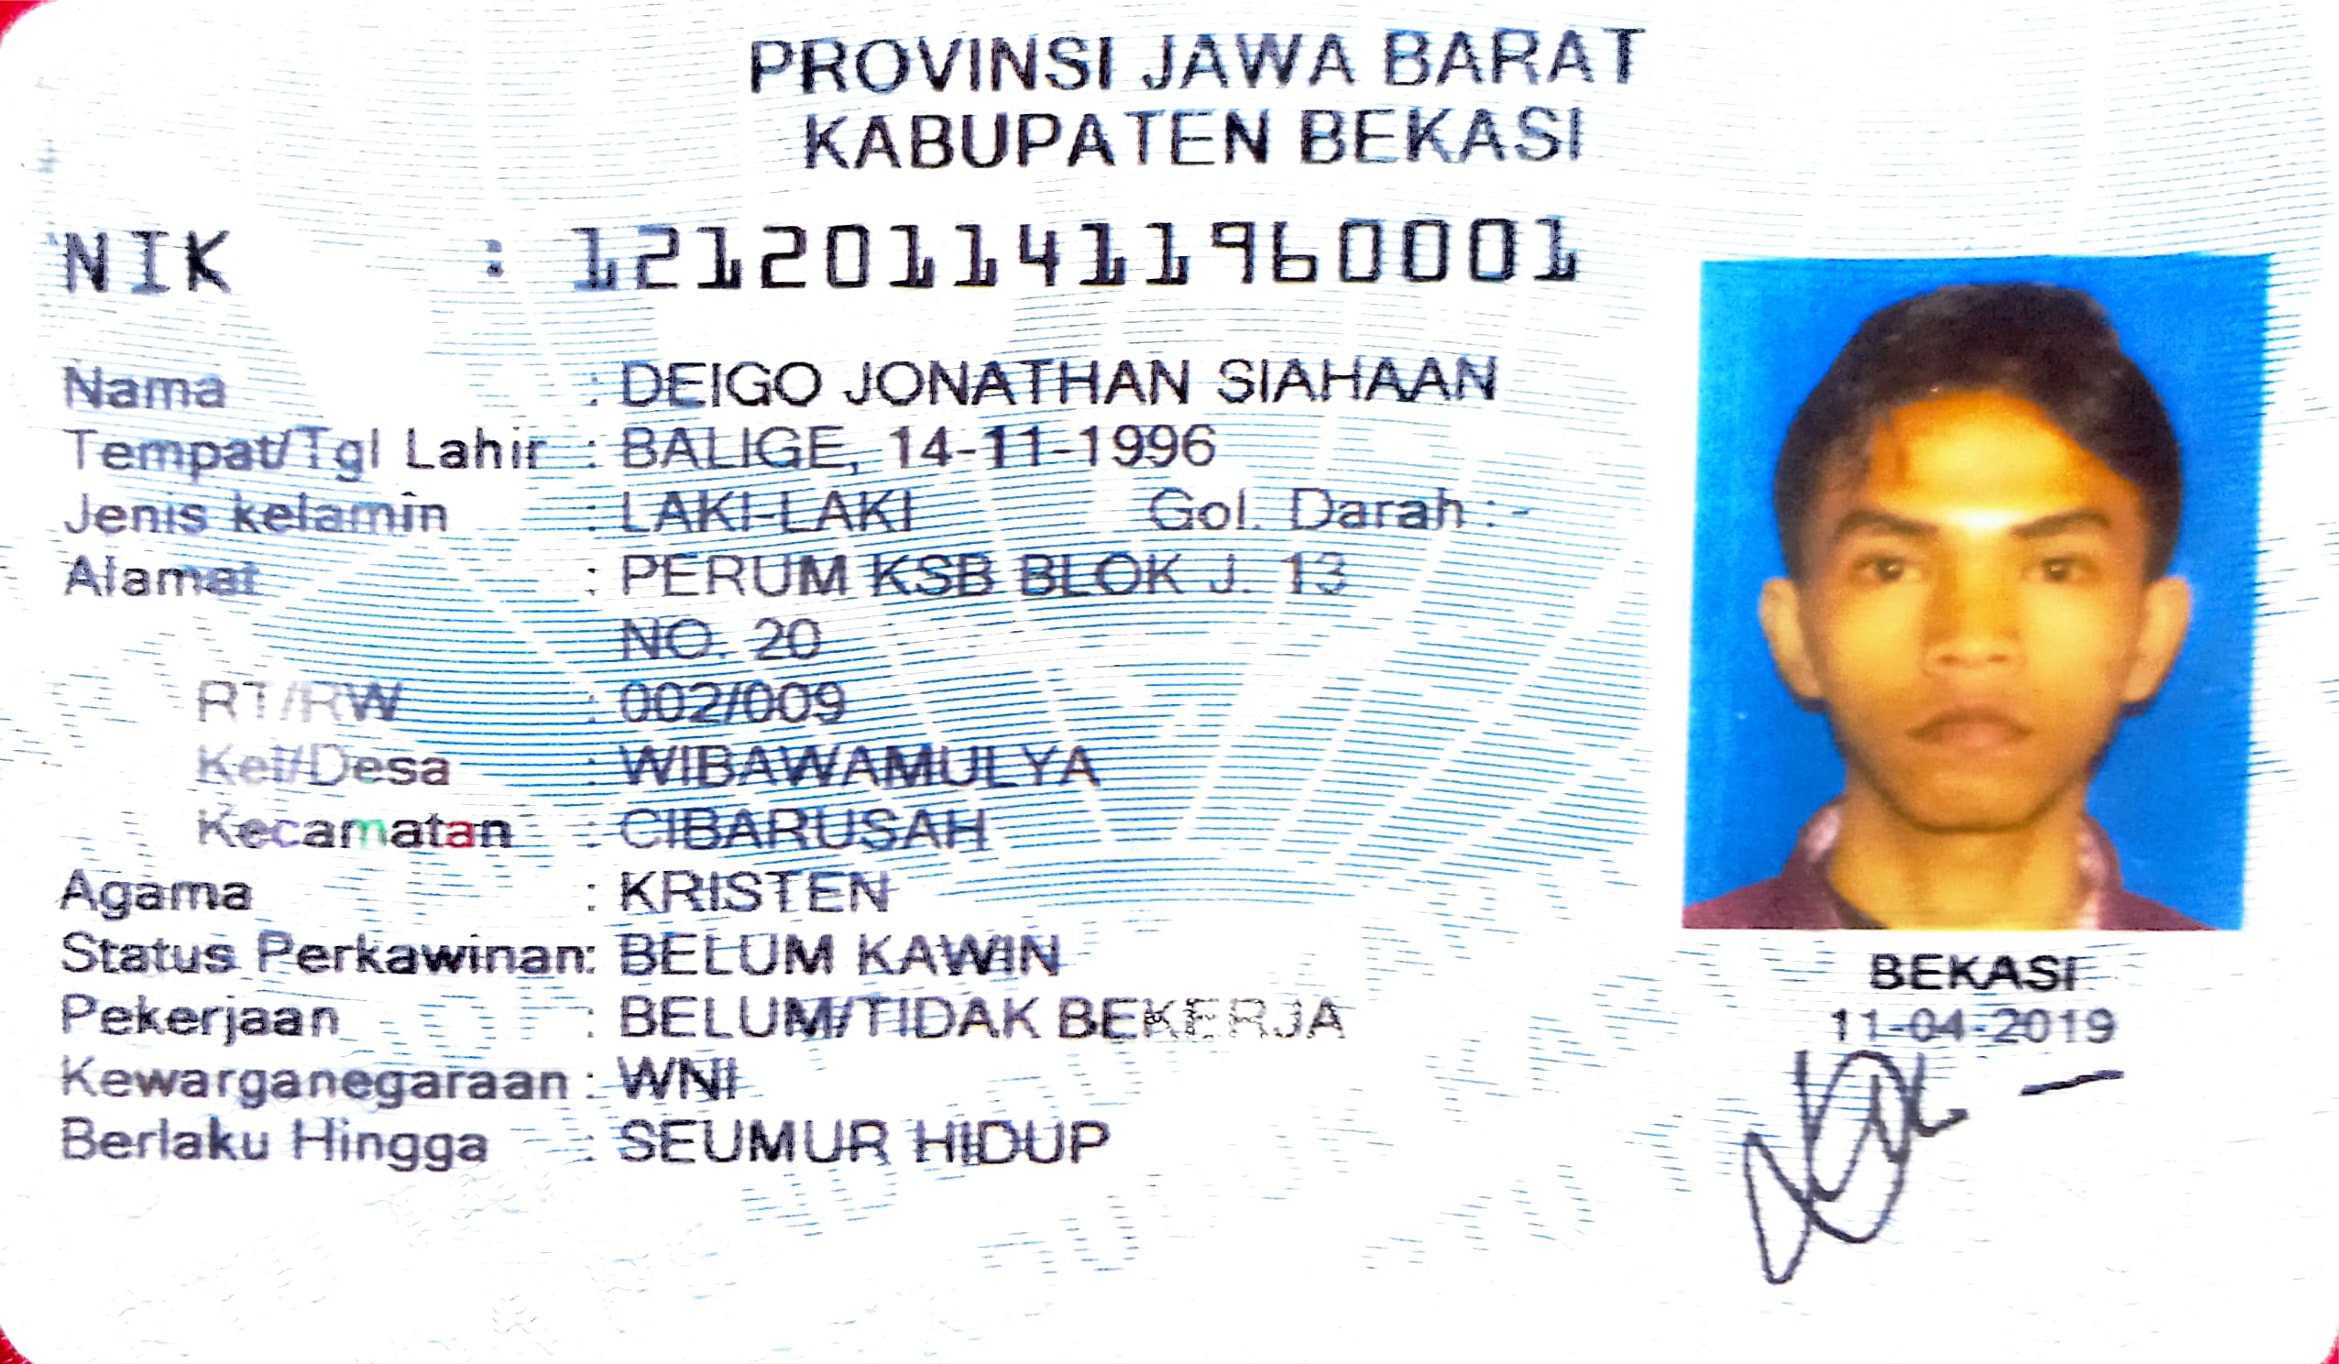 PROVINSI JAWA BARAT
KABUPATEN BEKASI
NIK : 1212011411960001
Nama : DEIGO JONATHAN SIAHAAN
Tempat/Tgl Lahir : BALIGE, 14-11-1996
Jenis kelamin : LAKI-LAKI Gol. Darah : -
Alamat : PERUM KSB BLOK J. 13
NO. 20
RT/RW : 002/009
Kel/Desa : WIBAWAMULYA
Kecamatan : CIBARUSAH
Agama : KRISTEN
Status Perkawinan: BELUM KAWIN
Pekerjaan : BELUM/TIDAK BEKERJA
Kewarganegaraan : WNI
Berlaku Hingga : SEUMUR HIDUP
BEKASI
11-04-2019